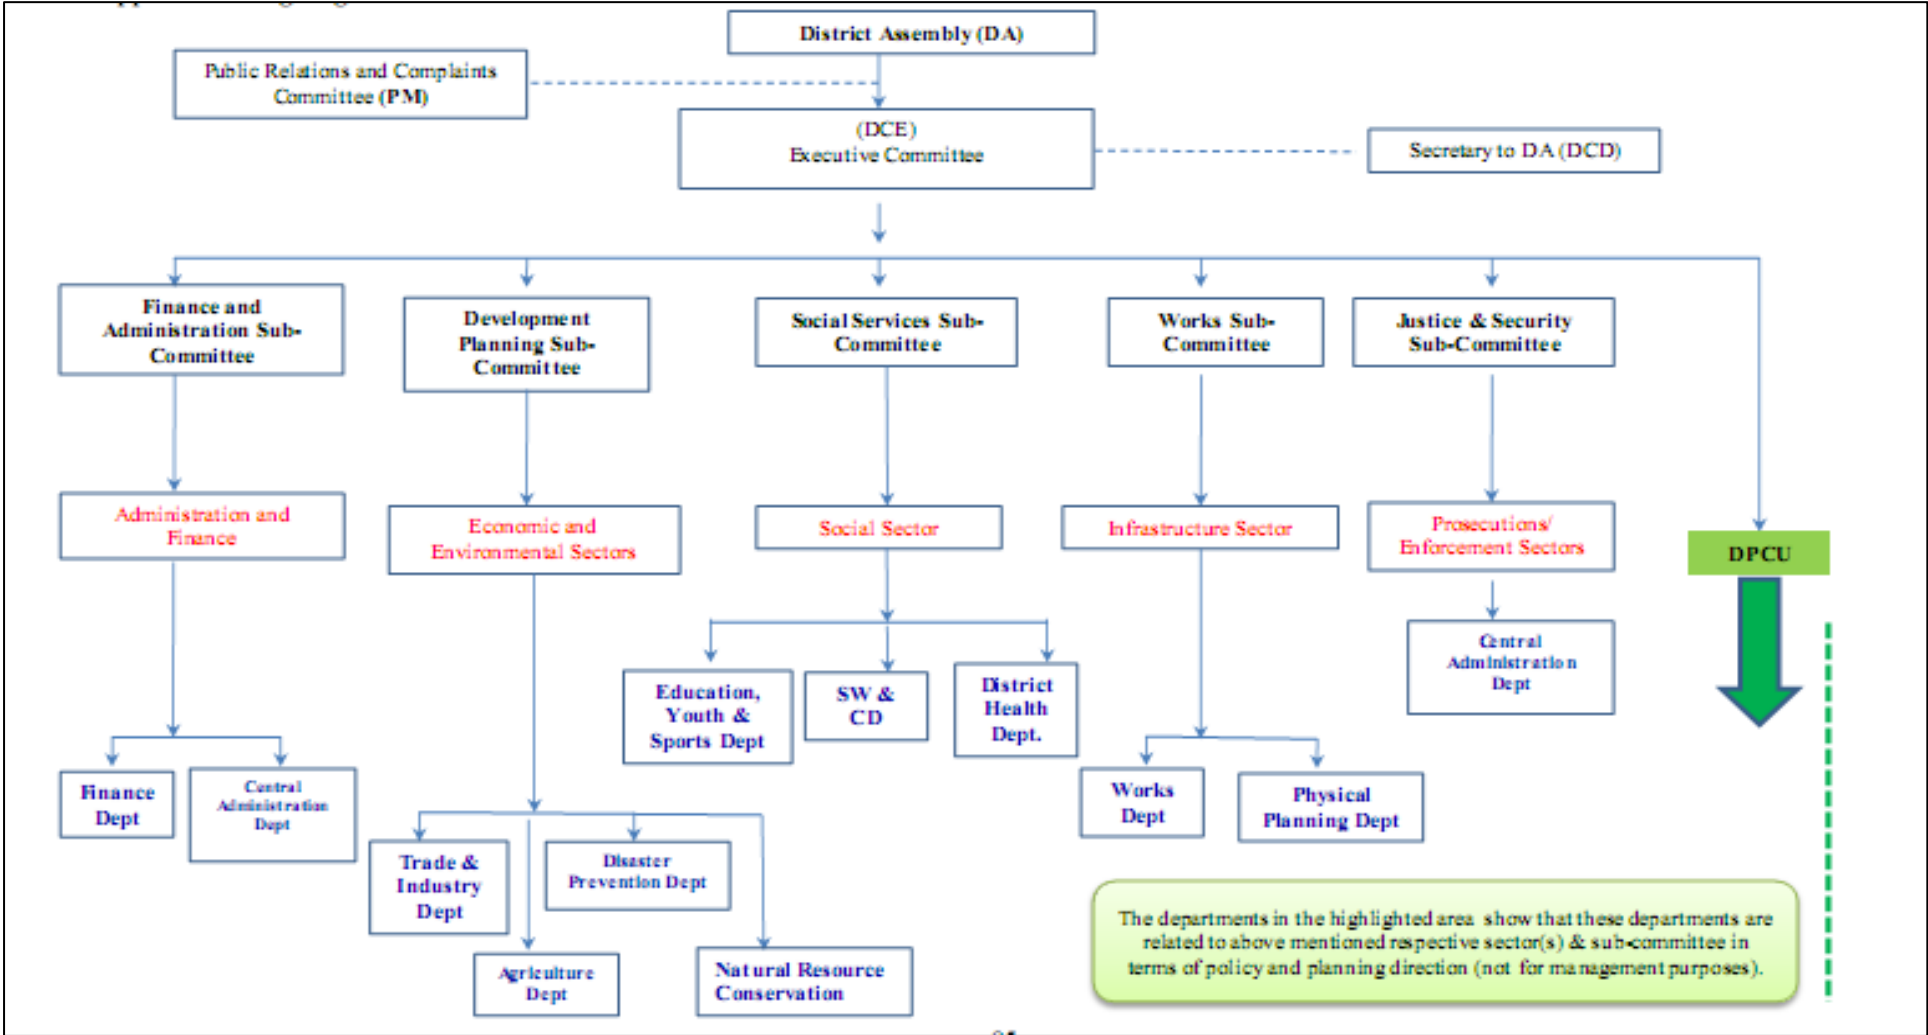 District Assembly (DA)
Public Relations and Complaints
Committee (PM)
(DCE)
Executive Committee
Secretary to DA (DCD)
Finance and
Administration Sub-
Committee
Development
Planning Sub-
Committee
Social Services Sub-
Committee
Works Sub-
Committee
Justice & Security
Sub-Committee
Administration and
Finance
Economic and
Environmental Sectors
Social Sector
Infrastructure Sector
Prosecutions/
Enforcement Sectors
DPCU
Education,
Youth &
Sports Dept
SW &
CD
District
Health
Dept.
Central
Administration
Dept
Finance
Dept
Central
Administration
Dept
Works
Dept
Physical
Planning Dept
Trade &
Industry
Dept
Disaster
Prevention Dept
Agriculture
Dept
Natural Resource
Conservation
The departments in the highlighted area show that these departments are
related to above mentioned respective sector(s) & sub-committee in
terms of policy and planning direction (not for management purposes).